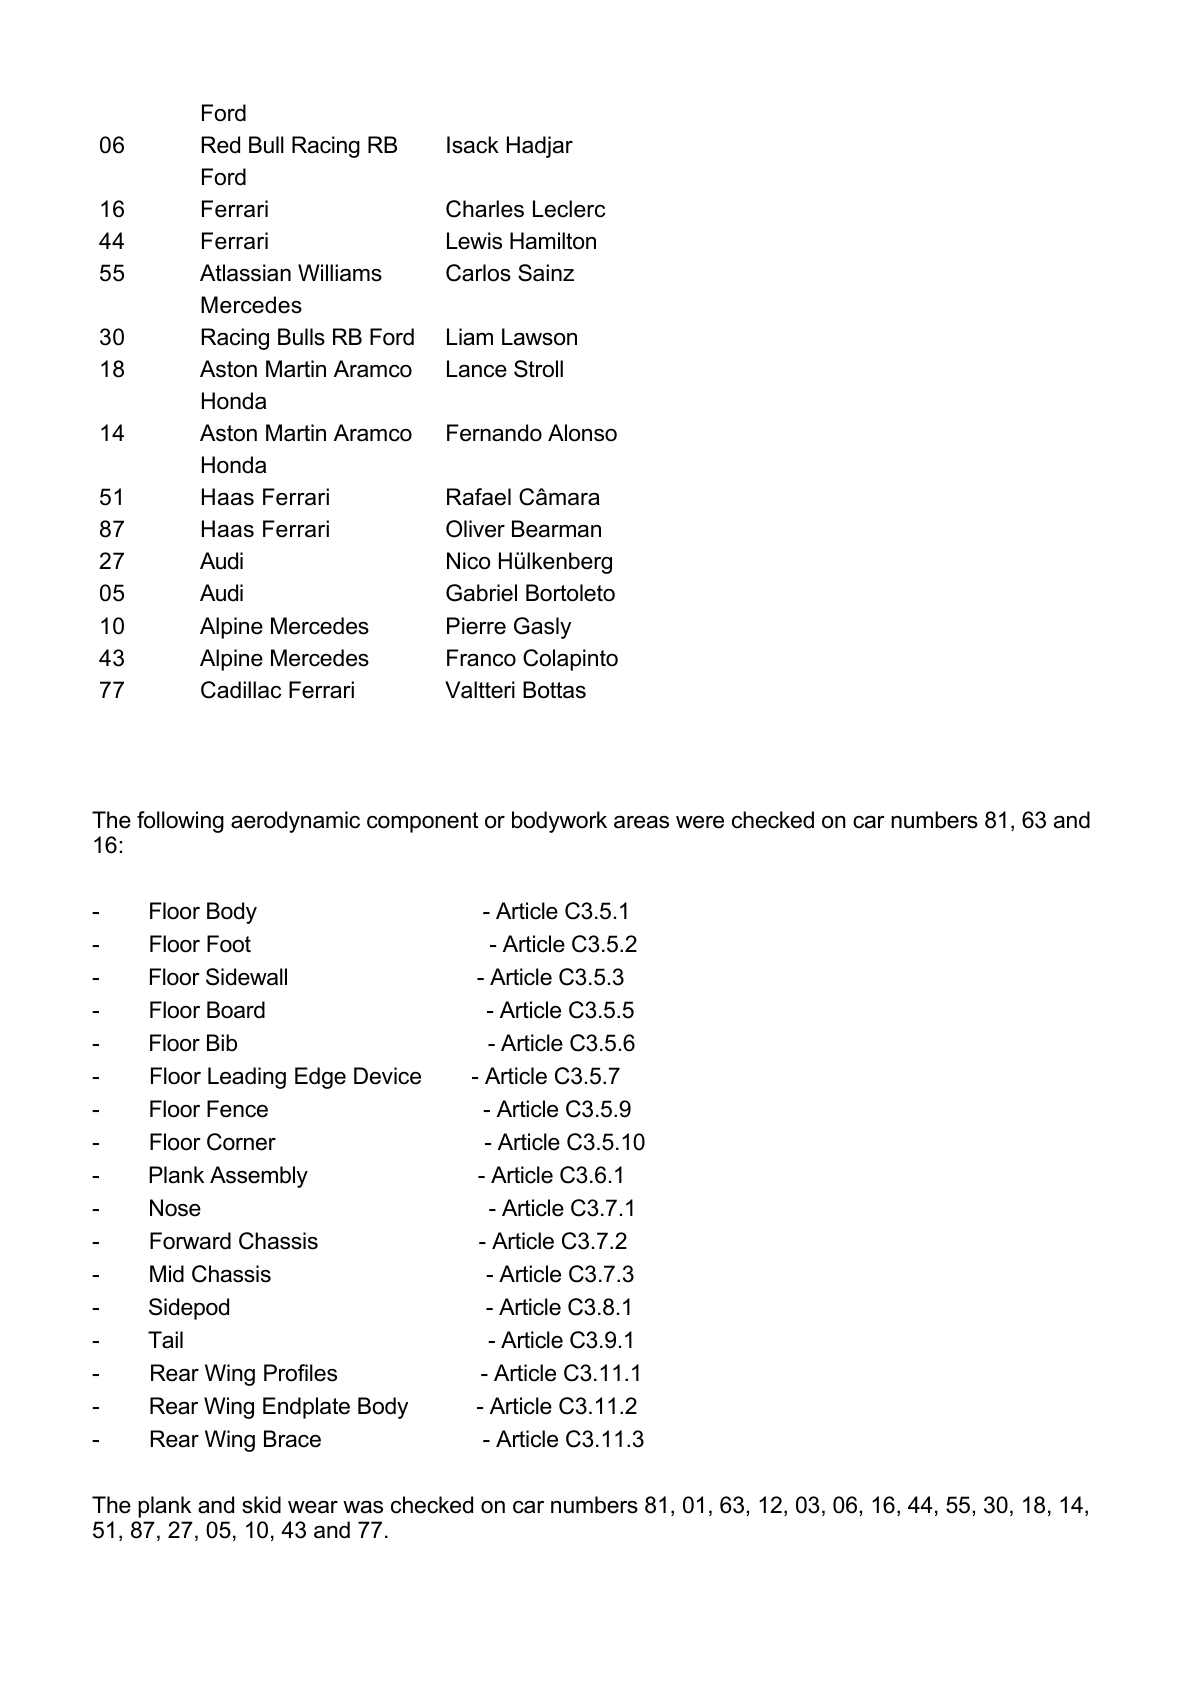 Ford
06 Red Bull Racing RB Isack Hadjar
Ford
16 Ferrari Charles Leclerc
44 Ferrari Lewis Hamilton
55 Atlassian Williams Carlos Sainz
Mercedes
30 Racing Bulls RB Ford Liam Lawson
18 Aston Martin Aramco Lance Stroll
Honda
14 Aston Martin Aramco Fernando Alonso
Honda
51 Haas Ferrari Rafael Câmara
87 Haas Ferrari Oliver Bearman
27 Audi Nico Hülkenberg
05 Audi Gabriel Bortoleto
10 Alpine Mercedes Pierre Gasly
43 Alpine Mercedes Franco Colapinto
77 Cadillac Ferrari Valtteri Bottas
The following aerodynamic component or bodywork areas were checked on car numbers 81, 63 and
16:
- Floor Body - Article C3.5.1
- Floor Foot - Article C3.5.2
- Floor Sidewall - Article C3.5.3
- Floor Board - Article C3.5.5
- Floor Bib - Article C3.5.6
- Floor Leading Edge Device - Article C3.5.7
- Floor Fence - Article C3.5.9
- Floor Corner - Article C3.5.10
- Plank Assembly - Article C3.6.1
- Nose - Article C3.7.1
- Forward Chassis - Article C3.7.2
- Mid Chassis - Article C3.7.3
- Sidepod - Article C3.8.1
- Tail - Article C3.9.1
- Rear Wing Profiles - Article C3.11.1
- Rear Wing Endplate Body - Article C3.11.2
- Rear Wing Brace - Article C3.11.3
The plank and skid wear was checked on car numbers 81, 01, 63, 12, 03, 06, 16, 44, 55, 30, 18, 14,
51, 87, 27, 05, 10, 43 and 77.